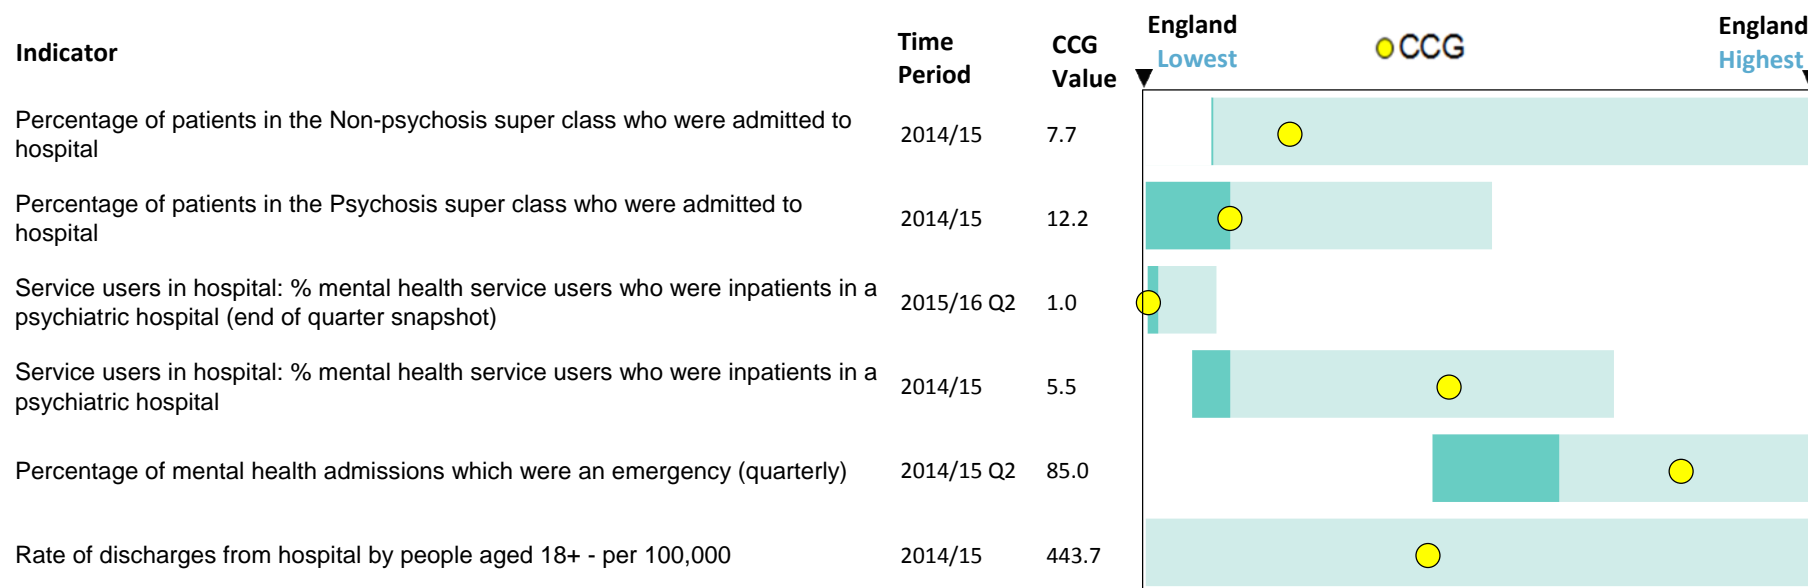 Indicator
Time
Period
CCG
Value
England
Lowest
CCG
England
Highest
Percentage of patients in the Non-psychosis super class who were admitted to
hospital
2014/15
7.7
Percentage of patients in the Psychosis super class who were admitted to
hospital
2014/15
12.2
Service users in hospital: % mental health service users who were inpatients in a
psychiatric hospital (end of quarter snapshot)
2015/16 Q2
1.0
Service users in hospital: % mental health service users who were inpatients in a
psychiatric hospital
2014/15
5.5
Percentage of mental health admissions which were an emergency (quarterly)
2014/15 Q2
85.0
Rate of discharges from hospital by people aged 18+ - per 100,000
2014/15
443.7